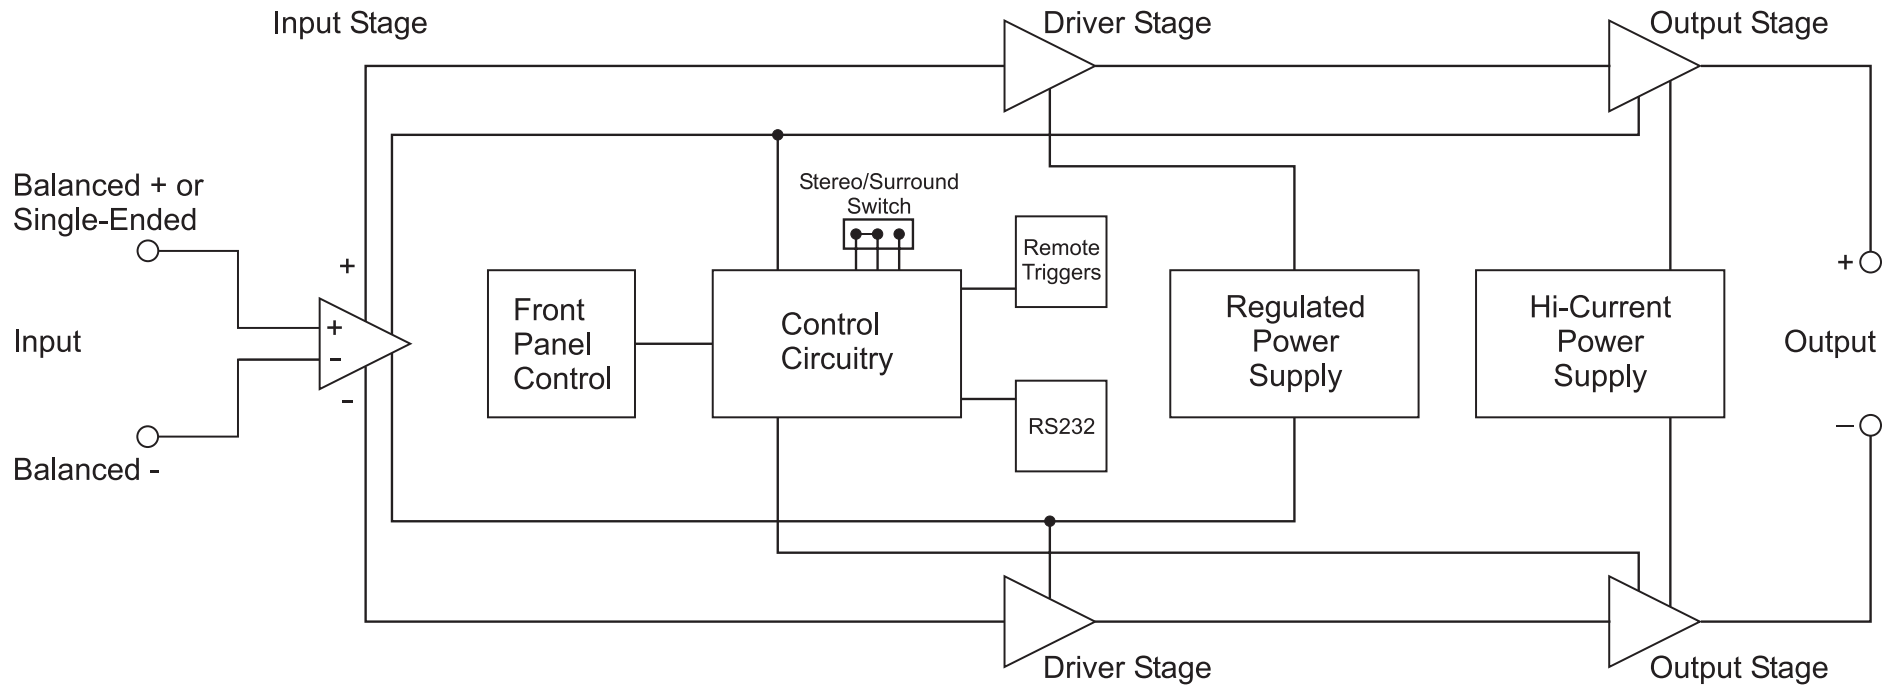 Input Stage
Driver Stage
Output Stage
Balanced + or
Single-Ended
Stereo/Surround
Switch
Remote
Triggers
+
+
Front
Panel
Control
Control
Circuitry
Regulated
Power
Supply
Hi-Current
Power
Supply
+
-
Input
Output
-
RS232
–
Balanced -
Driver Stage
Output Stage